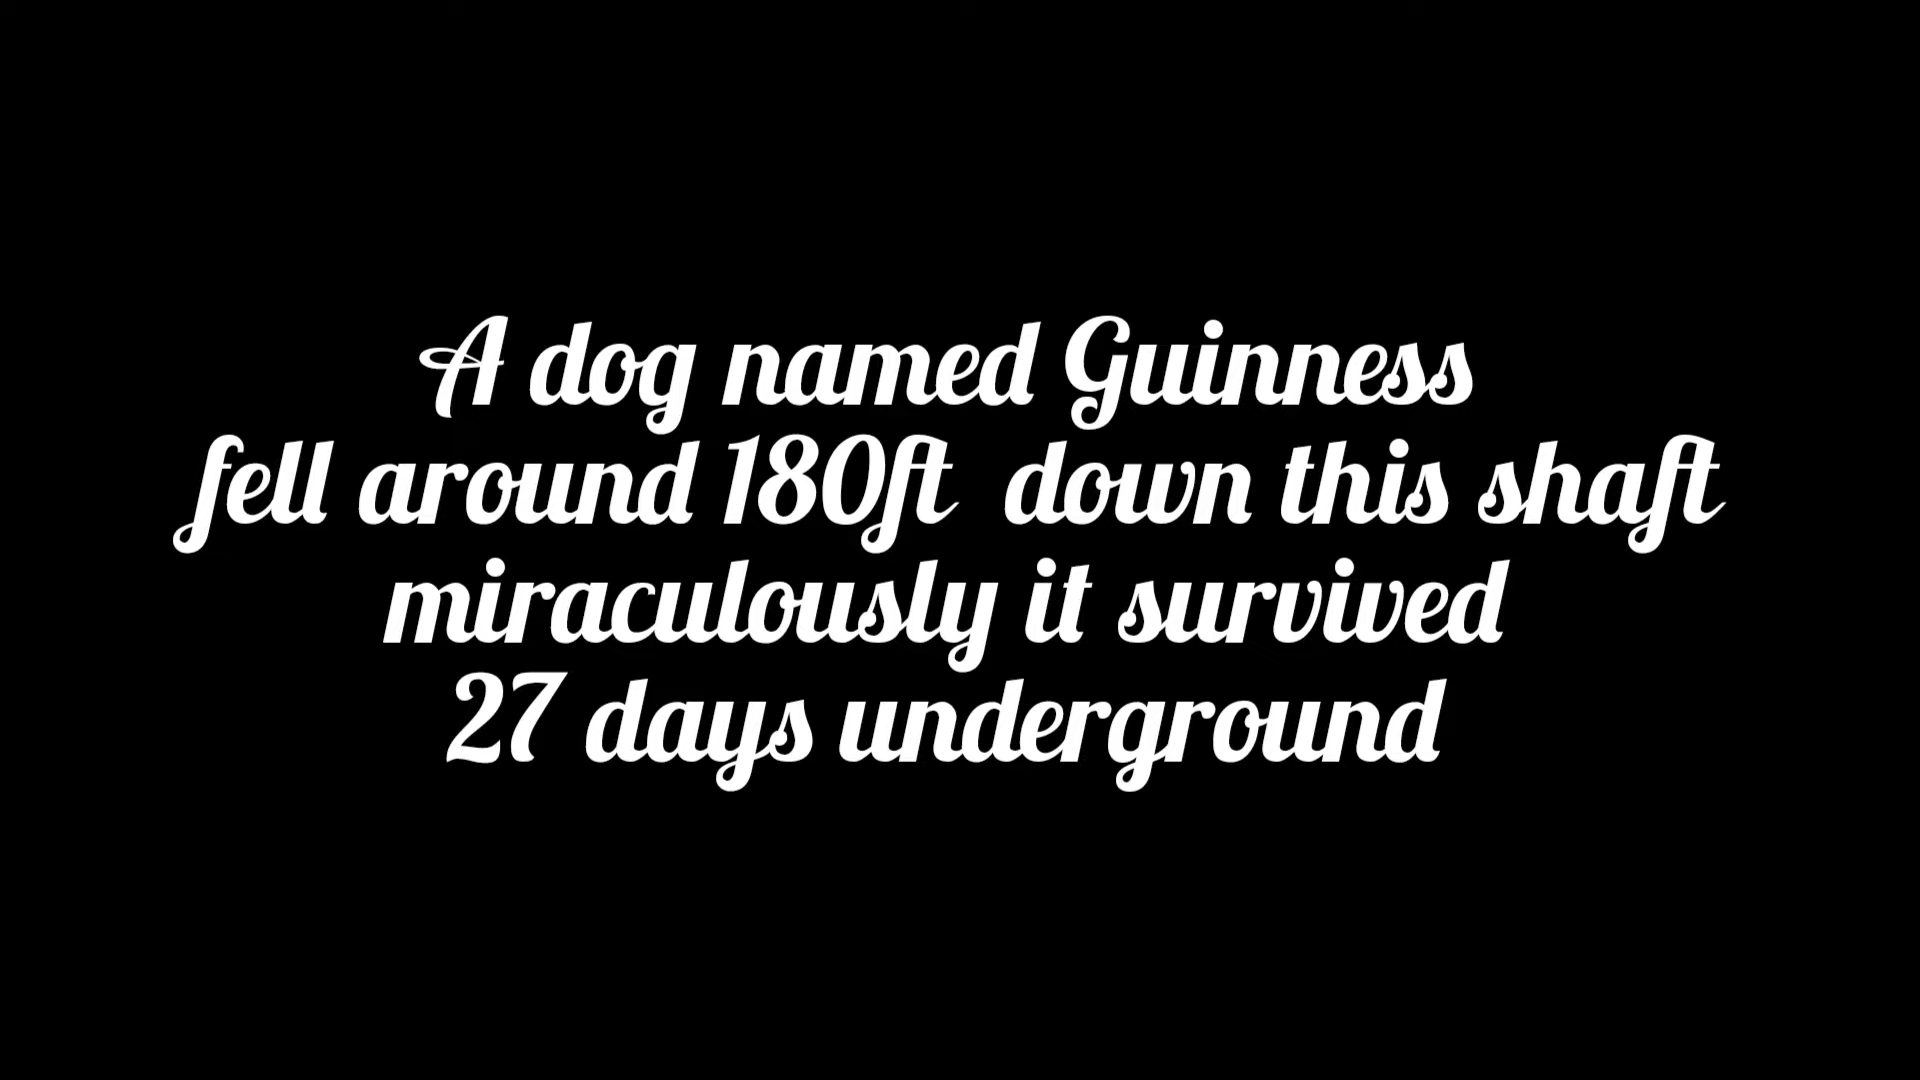 A dog named Guinness
fell around 180ft down this shaft
miraculously it survived
27 days underground